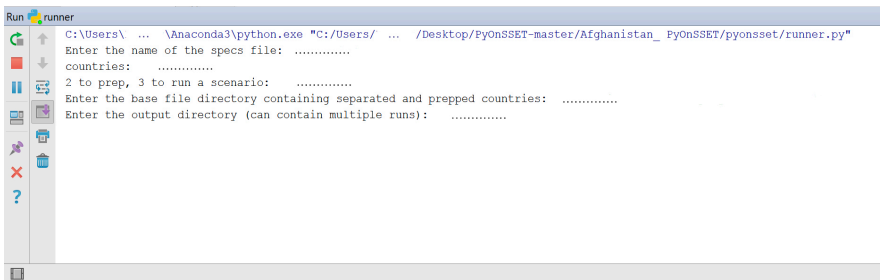 Run runner
C:\Users\ ... \Anaconda3\python.exe "C:/Users/ ... /Desktop/PyOnSSET-master/Afghanistan_ PyOnSSET/pyonsset/runner.py"
Enter the name of the specs file: ..............
countries: ..............
2 to prep, 3 to run a scenario: ..............
Enter the base file directory containing separated and prepped countries: ..............
Enter the output directory (can contain multiple runs): ..............